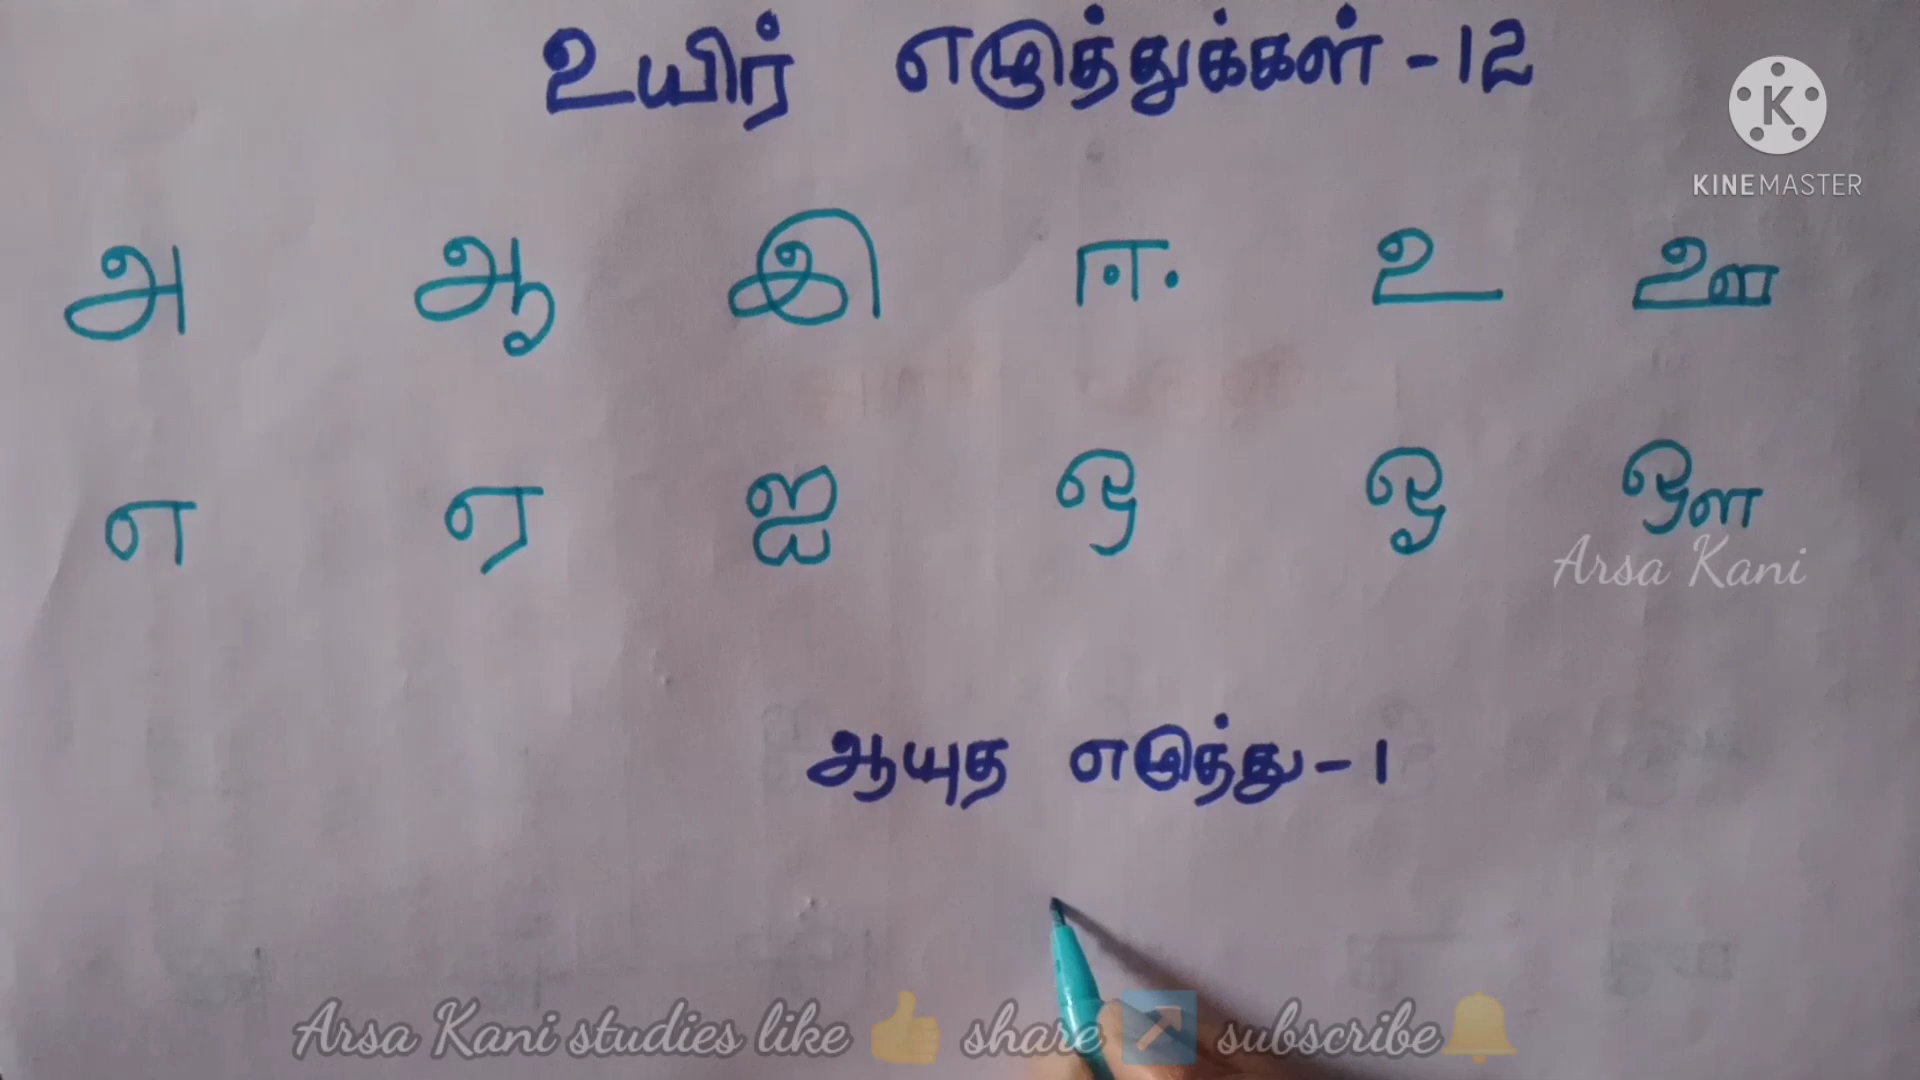 உயிர் எழுத்துக்கள் - 12
K
KINEMASTER
அ ஆ இ ஈ உ ஊ
எ ஏ ஐ ஒ ஓ ஔ
Arsa Kani
ஆயுத எழுத்து - 1
Arsa Kani studies like 👍 share ↗ subscribe 🔔